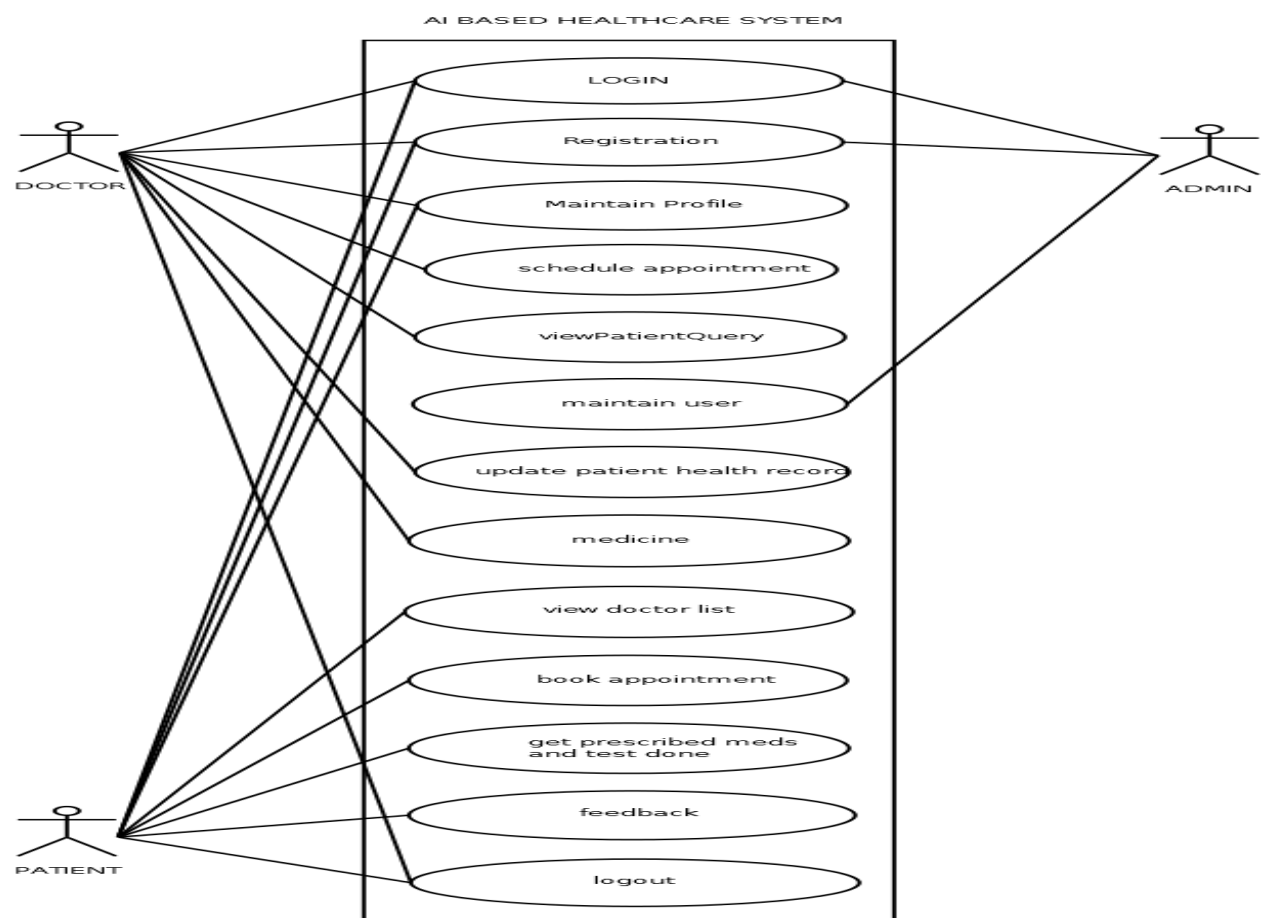 AI BASED HEALTHCARE SYSTEM
LOGIN
Registration
DOCTOR
ADMIN
Maintain Profile
schedule appointment
viewPatientQuery
maintain user
update patient health record
medicine
view doctor list
book appointment
get prescribed meds
and test done
feedback
PATIENT
logout